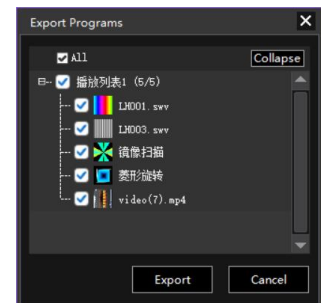 Export Programs
All
Collapse
播放列表1 (5/5)
LH001.swv
LH003.swv
镜像扫描
菱形旋转
video(7).mp4
Export
Cancel